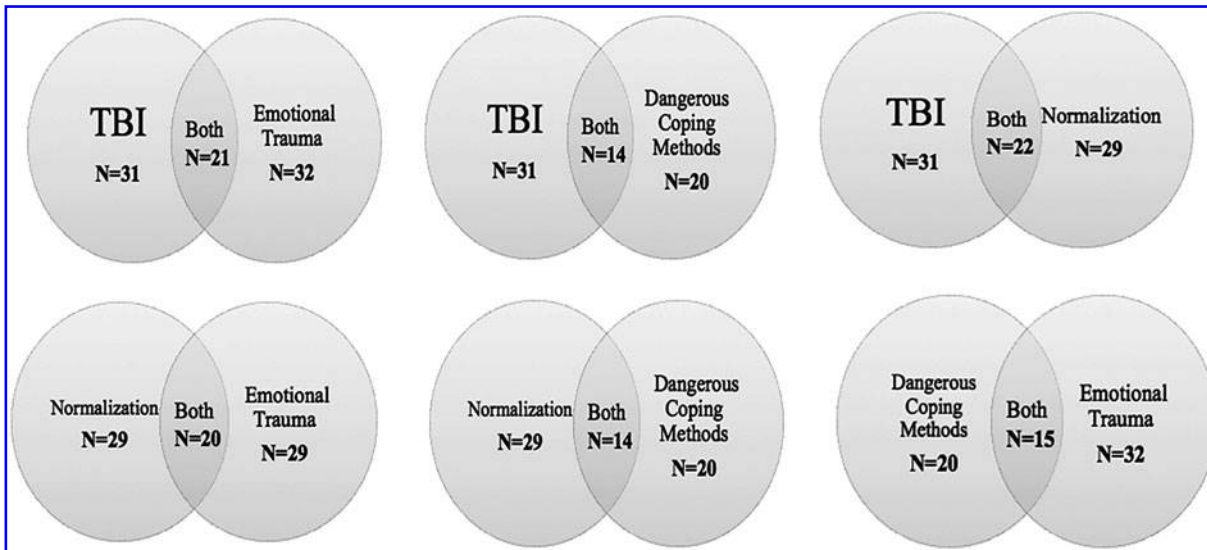 TBI
N=31
Both
N=21
Emotional
Trauma
N=32
TBI
N=31
Both
N=14
Dangerous
Coping
Methods
N=20
TBI
N=31
Both
N=22
Normalization
N=29
Normalization
N=29
Both
N=20
Emotional
Trauma
N=29
Normalization
N=29
Both
N=14
Dangerous
Coping
Methods
N=20
Dangerous
Coping
Methods
N=20
Both
N=15
Emotional
Trauma
N=32